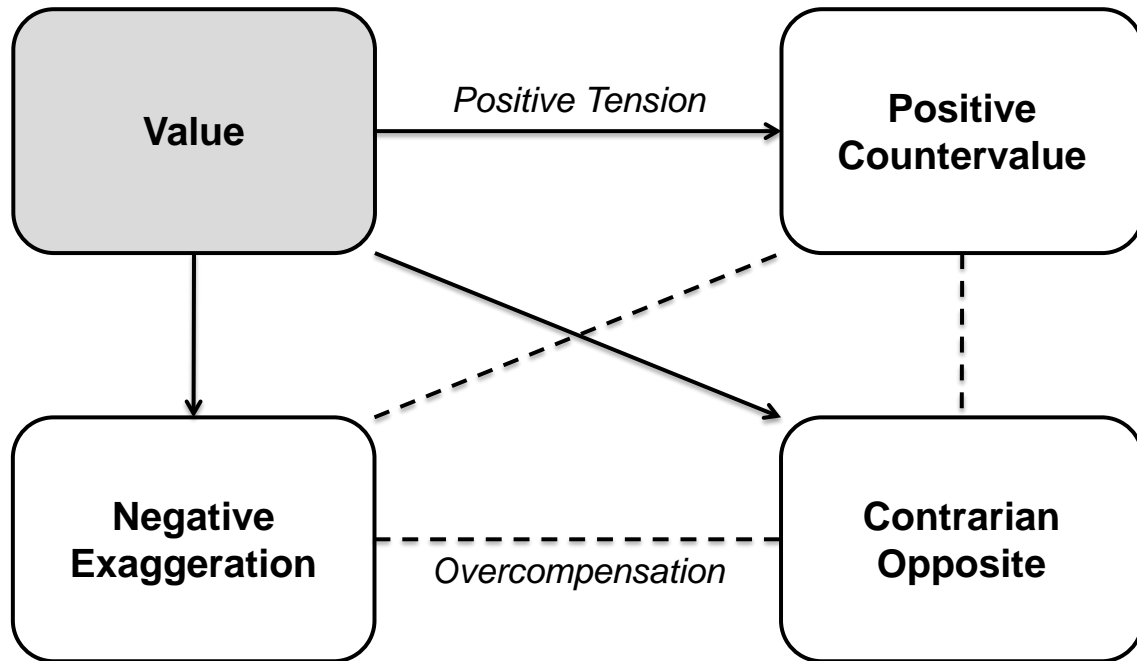 Value
Positive Tension
Positive
Countervalue
Negative
Exaggeration
Overcompensation
Contrarian
Opposite